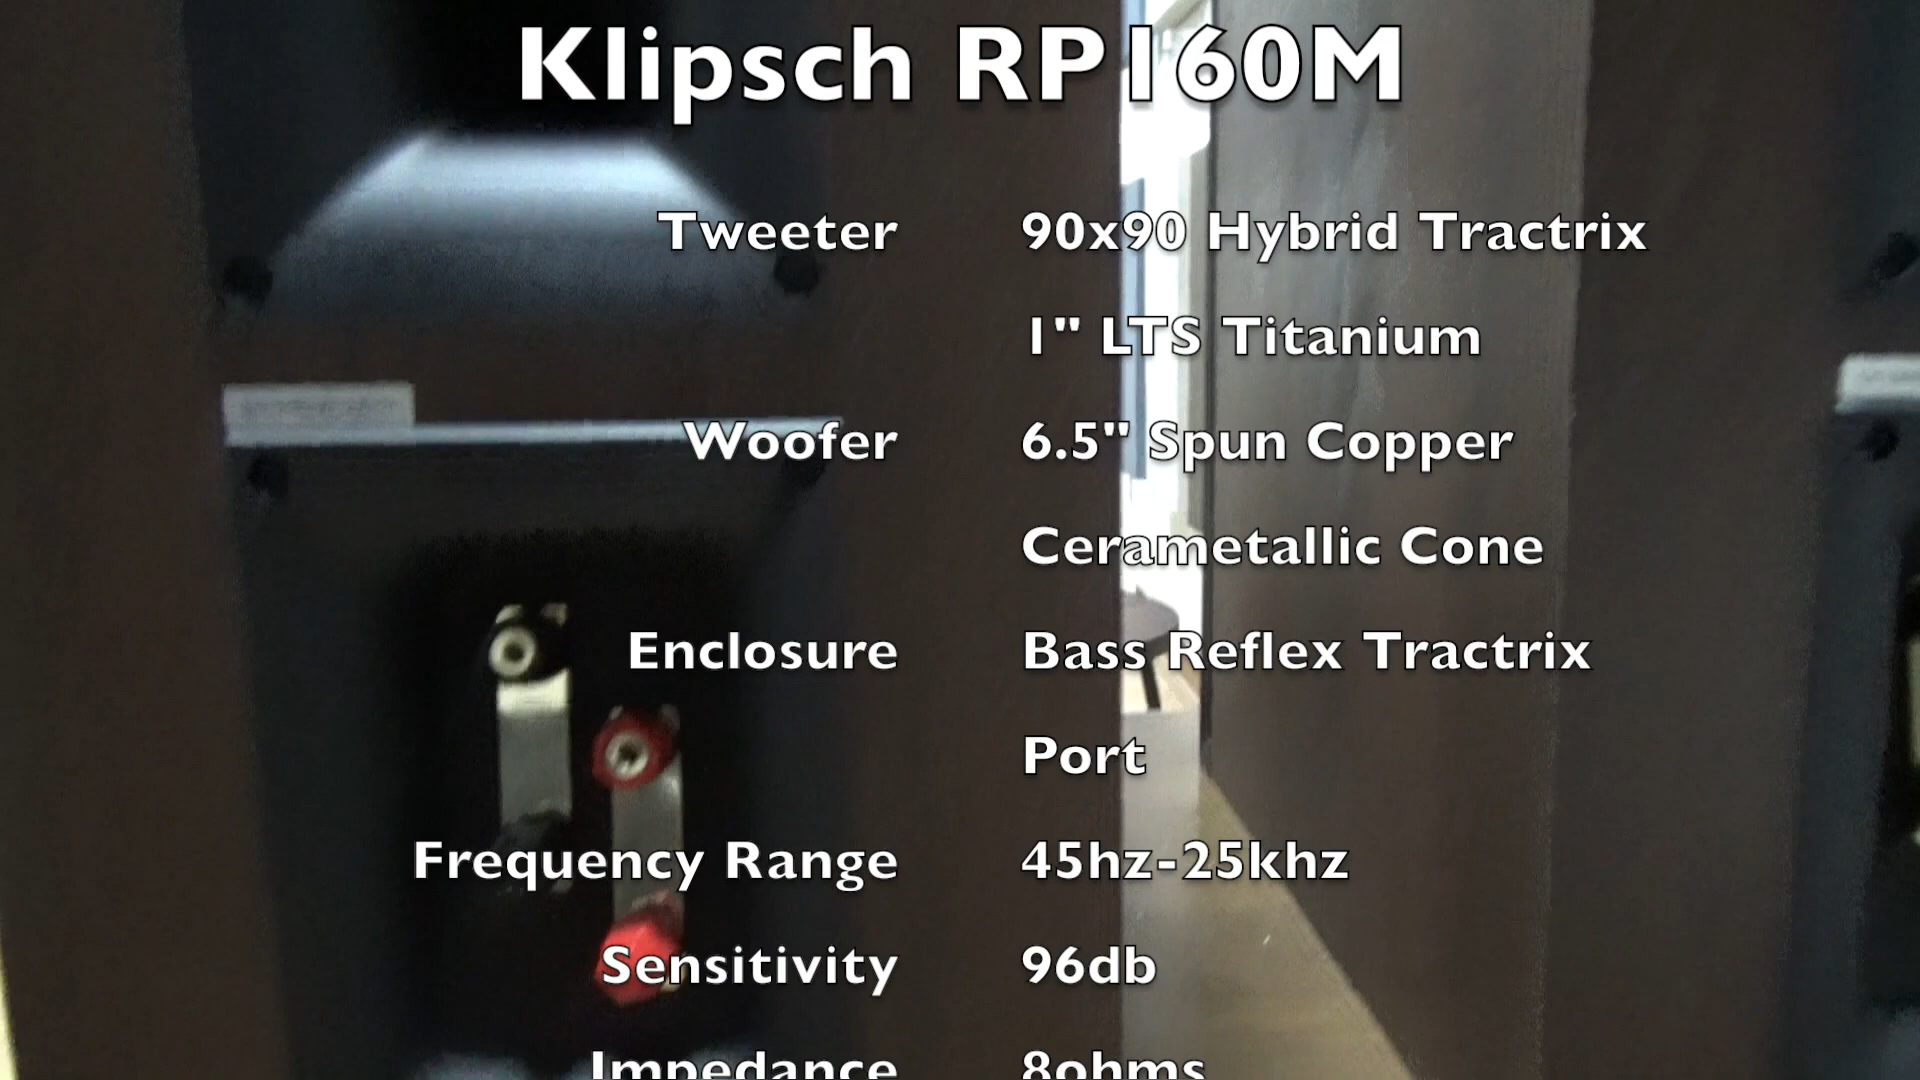 Klipsch RP160M
Tweeter 90x90 Hybrid Tractrix
1" LTS Titanium
Woofer 6.5" Spun Copper
Cerametallic Cone
Enclosure Bass Reflex Tractrix
Port
Frequency Range 45hz-25khz
Sensitivity 96db
Impedance 8ohms